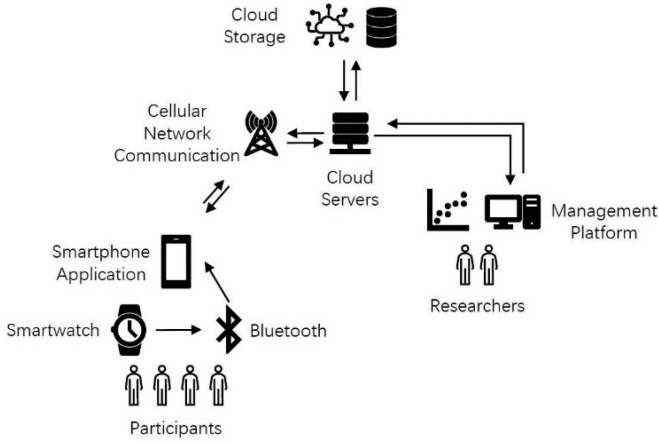 Cloud
Storage
Cellular
Network
Communication
Cloud
Servers
Management
Platform
Smartphone
Application
Researchers
Smartwatch
Bluetooth
Participants